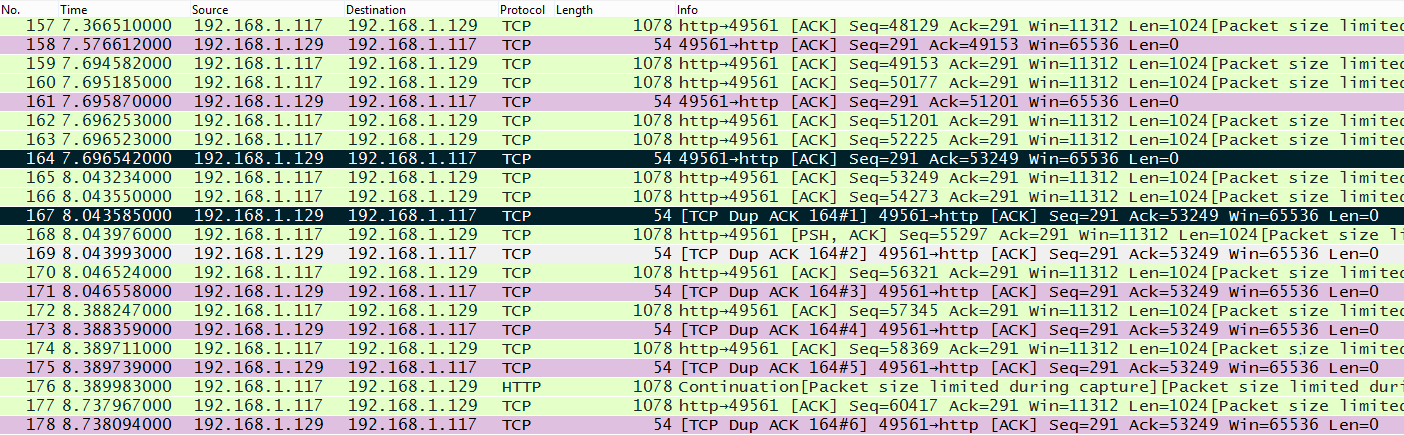 No. Time Source Destination Protocol Length Info
157 7.366510000 192.168.1.117 192.168.1.129 TCP 1078 http→49561 [ACK] Seq=48129 Ack=291 Win=11312 Len=1024[Packet size limited
158 7.576612000 192.168.1.129 192.168.1.117 TCP 54 49561→http [ACK] Seq=291 Ack=49153 Win=65536 Len=0
159 7.694582000 192.168.1.117 192.168.1.129 TCP 1078 http→49561 [ACK] Seq=49153 Ack=291 Win=11312 Len=1024[Packet size limited
160 7.695185000 192.168.1.117 192.168.1.129 TCP 1078 http→49561 [ACK] Seq=50177 Ack=291 Win=11312 Len=1024[Packet size limited
161 7.695870000 192.168.1.129 192.168.1.117 TCP 54 49561→http [ACK] Seq=291 Ack=51201 Win=65536 Len=0
162 7.696253000 192.168.1.117 192.168.1.129 TCP 1078 http→49561 [ACK] Seq=51201 Ack=291 Win=11312 Len=1024[Packet size limited
163 7.696523000 192.168.1.117 192.168.1.129 TCP 1078 http→49561 [ACK] Seq=52225 Ack=291 Win=11312 Len=1024[Packet size limited
164 7.696542000 192.168.1.129 192.168.1.117 TCP 54 49561→http [ACK] Seq=291 Ack=53249 Win=65536 Len=0
165 8.043234000 192.168.1.117 192.168.1.129 TCP 1078 http→49561 [ACK] Seq=53249 Ack=291 Win=11312 Len=1024[Packet size limited
166 8.043550000 192.168.1.117 192.168.1.129 TCP 1078 http→49561 [ACK] Seq=54273 Ack=291 Win=11312 Len=1024[Packet size limited
167 8.043585000 192.168.1.129 192.168.1.117 TCP 54 [TCP Dup ACK 164#1] 49561→http [ACK] Seq=291 Ack=53249 Win=65536 Len=0
168 8.043976000 192.168.1.117 192.168.1.129 TCP 1078 http→49561 [PSH, ACK] Seq=55297 Ack=291 Win=11312 Len=1024[Packet size li
169 8.043993000 192.168.1.129 192.168.1.117 TCP 54 [TCP Dup ACK 164#2] 49561→http [ACK] Seq=291 Ack=53249 Win=65536 Len=0
170 8.046524000 192.168.1.117 192.168.1.129 TCP 1078 http→49561 [ACK] Seq=56321 Ack=291 Win=11312 Len=1024[Packet size limited
171 8.046558000 192.168.1.129 192.168.1.117 TCP 54 [TCP Dup ACK 164#3] 49561→http [ACK] Seq=291 Ack=53249 Win=65536 Len=0
172 8.388247000 192.168.1.117 192.168.1.129 TCP 1078 http→49561 [ACK] Seq=57345 Ack=291 Win=11312 Len=1024[Packet size limited
173 8.388359000 192.168.1.129 192.168.1.117 TCP 54 [TCP Dup ACK 164#4] 49561→http [ACK] Seq=291 Ack=53249 Win=65536 Len=0
174 8.389711000 192.168.1.117 192.168.1.129 TCP 1078 http→49561 [ACK] Seq=58369 Ack=291 Win=11312 Len=1024[Packet size limited
175 8.389739000 192.168.1.129 192.168.1.117 TCP 54 [TCP Dup ACK 164#5] 49561→http [ACK] Seq=291 Ack=53249 Win=65536 Len=0
176 8.389983000 192.168.1.117 192.168.1.129 HTTP 1078 Continuation[Packet size limited during capture][Packet size limited duri
177 8.737967000 192.168.1.117 192.168.1.129 TCP 1078 http→49561 [ACK] Seq=60417 Ack=291 Win=11312 Len=1024[Packet size limited
178 8.738094000 192.168.1.129 192.168.1.117 TCP 54 [TCP Dup ACK 164#6] 49561→http [ACK] Seq=291 Ack=53249 Win=65536 Len=0